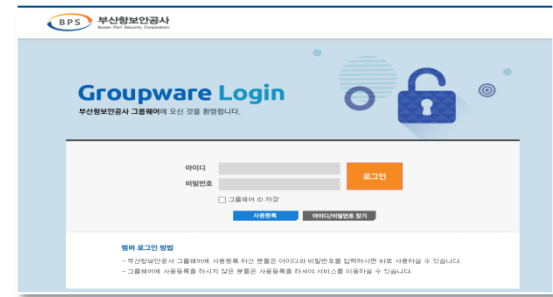 BPS 부산항보안공사
Busan Port Security Corporation
Groupware Login
부산항보안공사 그룹웨어에 오신 것을 환영합니다.
아이디
비밀번호
로그인
그룹웨어 ID 저장
사용등록 아이디/비밀번호 찾기
멤버 로그인 방법
- 부산항보안공사 그룹웨어에 사용등록 하신 분들은 아이디와 비밀번호를 입력하시면 바로 사용하실 수 있습니다.
- 그룹웨어에 사용등록을 하시지 않은 분들은 사용등록을 하셔야 서비스를 이용하실 수 있습니다.